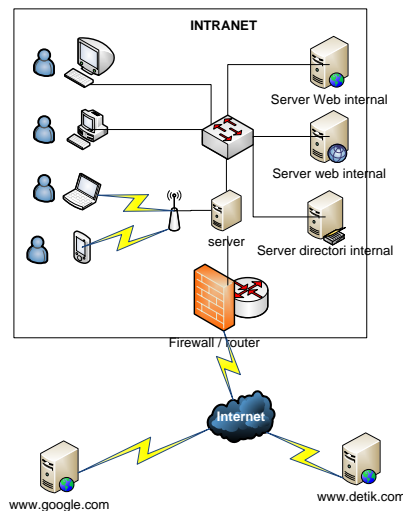 INTRANET
Server Web internal
Server web internal
server
Server directori internal
Firewall / router
Internet
www.google.com
www.detik.com